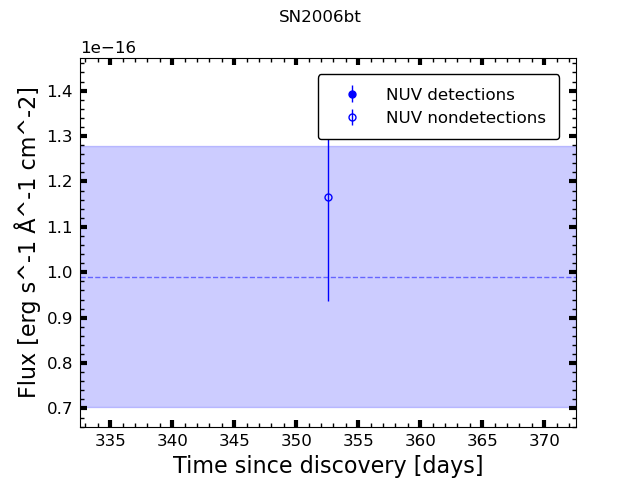 SN2006bt
1e−16
Flux [erg s^-1 Å^-1 cm^-2]
1.4
1.3
1.2
1.1
1.0
0.9
0.8
0.7
NUV detections
NUV nondetections
335 340 345 350 355 360 365 370
Time since discovery [days]